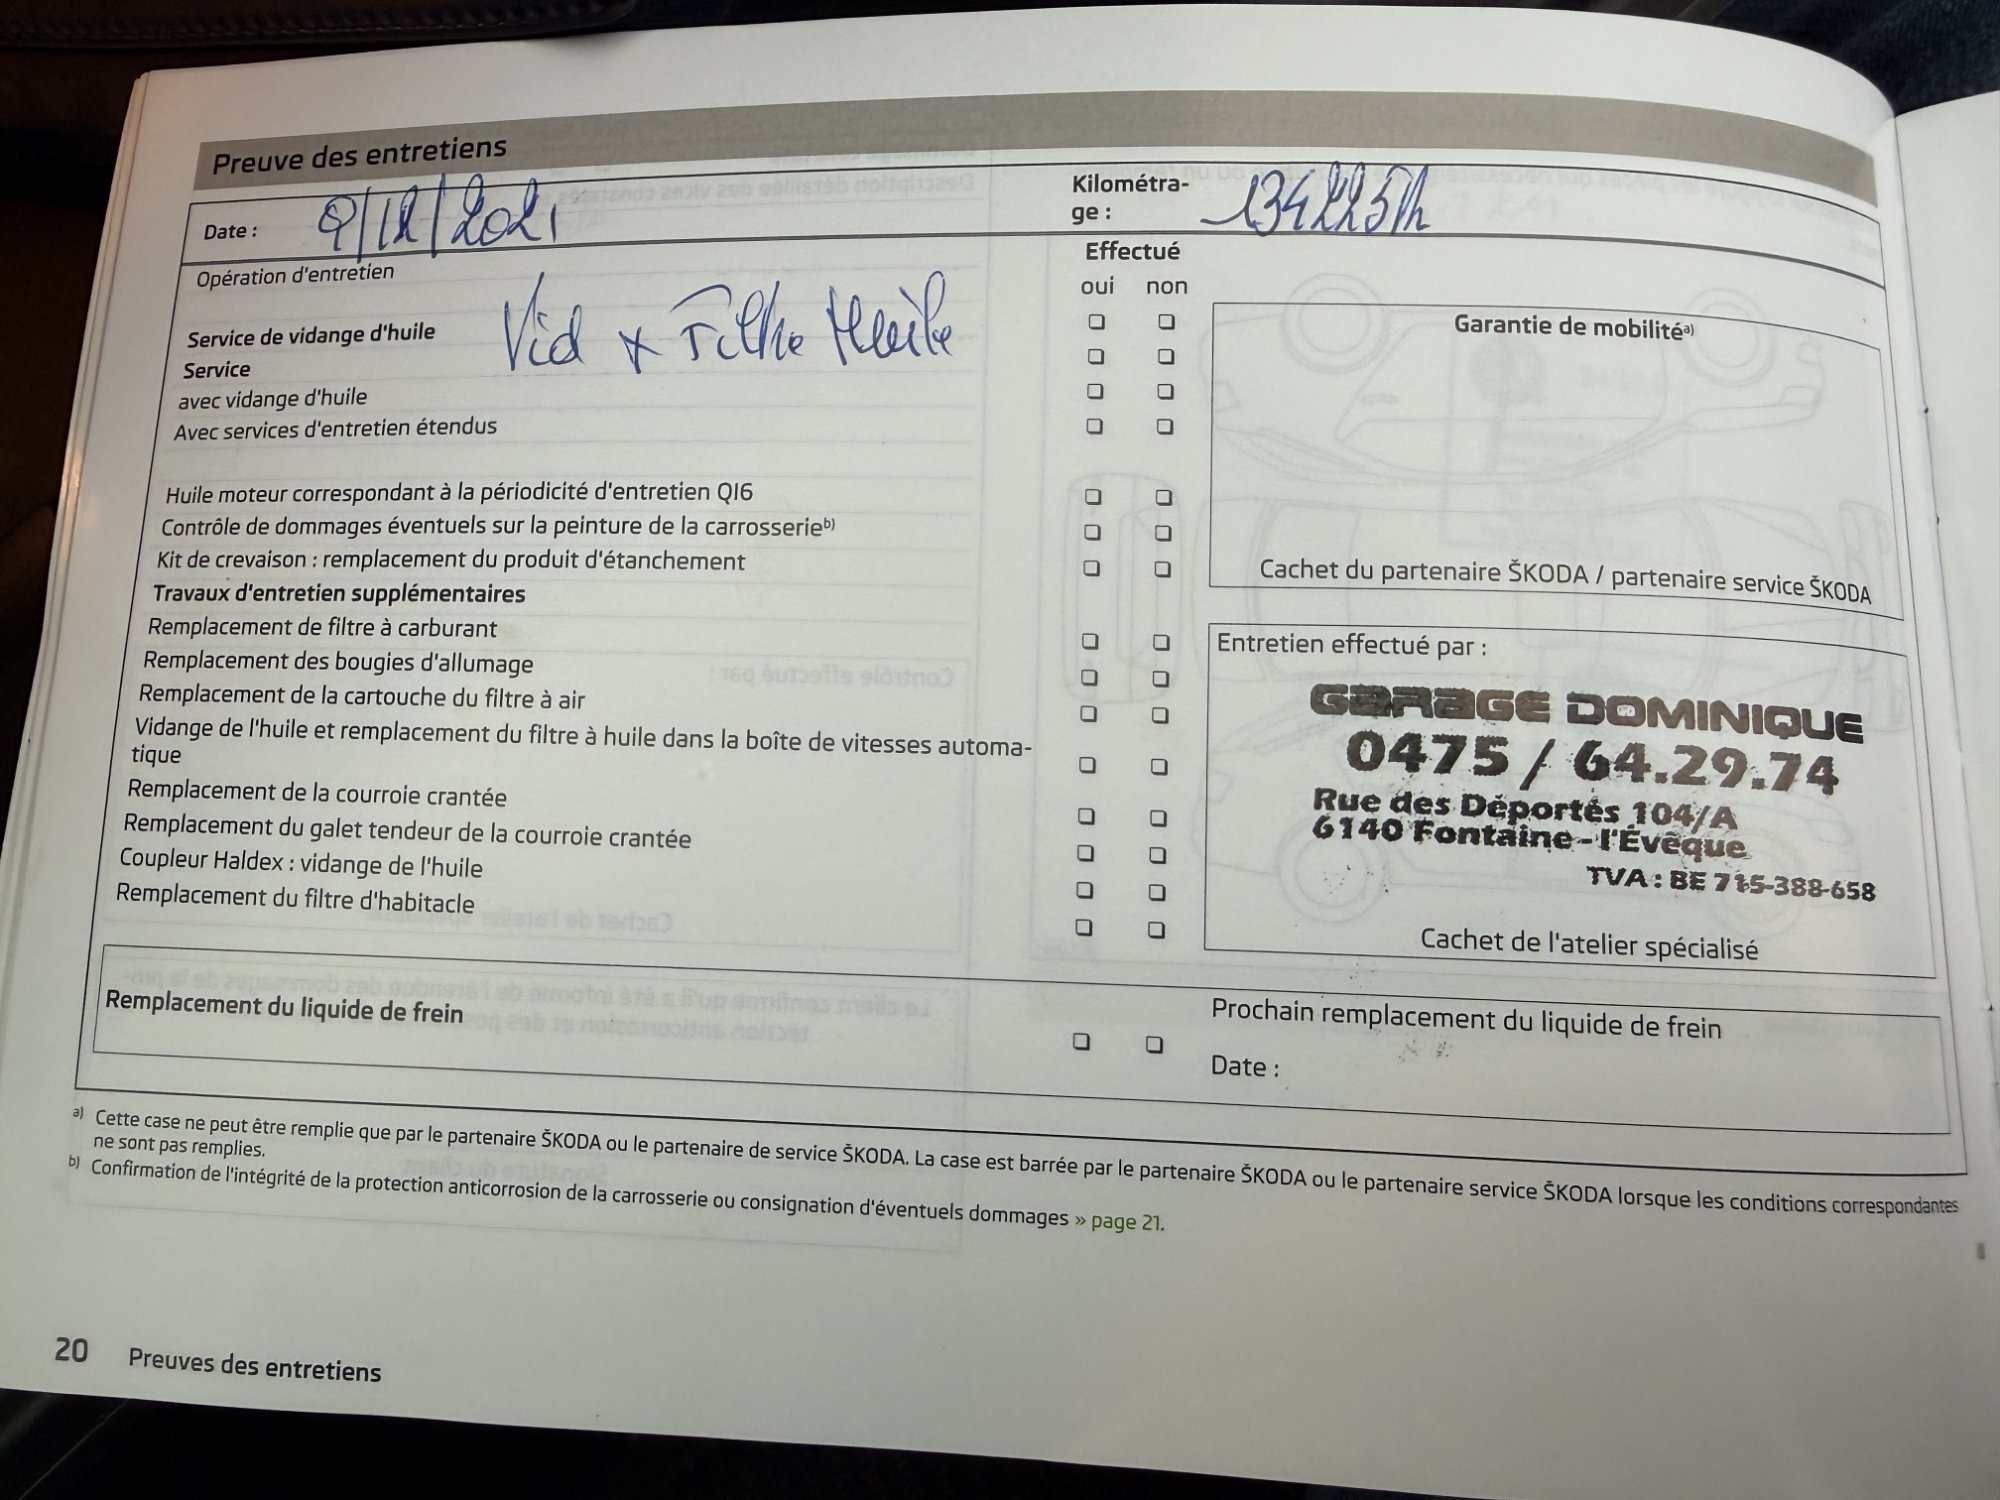 Preuve des entretiens
Date : 9/12/2021
Kilométra-
ge : 134225 Km
Opération d'entretien
Effectué
oui non
Service de vidange d'huile
Vid + Filtre Huile
Service
avec vidange d'huile
Avec services d'entretien étendus
Huile moteur correspondant à la périodicité d'entretien QI6
Contrôle de dommages éventuels sur la peinture de la carrosserie b)
Kit de crevaison : remplacement du produit d'étanchement
Travaux d'entretien supplémentaires
Remplacement de filtre à carburant
Remplacement des bougies d'allumage
Remplacement de la cartouche du filtre à air
Vidange de l'huile et remplacement du filtre à huile dans la boîte de vitesses automa-
tique
Remplacement de la courroie crantée
Remplacement du galet tendeur de la courroie crantée
Coupleur Haldex : vidange de l'huile
Remplacement du filtre d'habitacle
Garantie de mobilité a)
Cachet du partenaire ŠKODA / partenaire service ŠKODA
Entretien effectué par :
GARAGE DOMINIQUE
0475 / 64.29.74
Rue des Déportés 104/A
6140 Fontaine - l'Évêque
TVA : BE 715-388-658
Cachet de l'atelier spécialisé
Remplacement du liquide de frein
Prochain remplacement du liquide de frein
Date :
a) Cette case ne peut être remplie que par le partenaire ŠKODA ou le partenaire de service ŠKODA. La case est barrée par le partenaire ŠKODA ou le partenaire service ŠKODA lorsque les conditions correspondantes
ne sont pas remplies.
b) Confirmation de l'intégrité de la protection anticorrosion de la carrosserie ou consignation d'éventuels dommages » page 21.
20 Preuves des entretiens